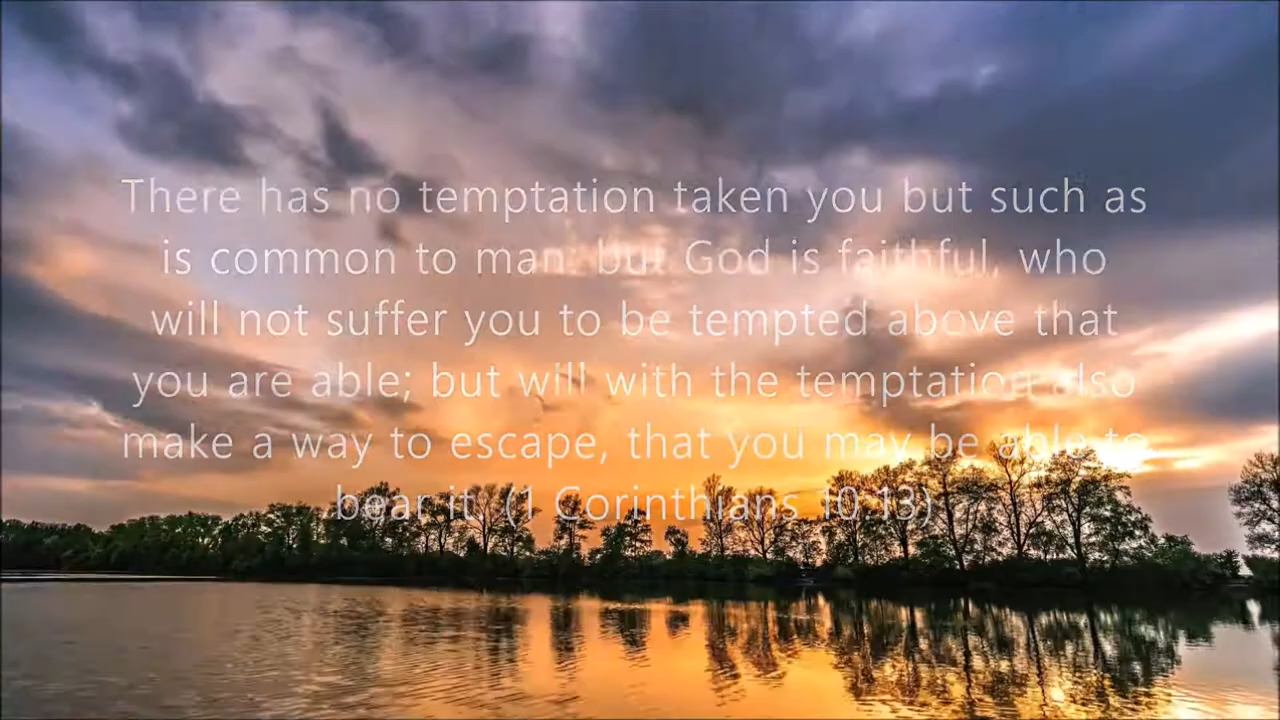 There has no temptation taken you but such as
is common to man: but God is faithful, who
will not suffer you to be tempted above that
you are able; but will with the temptation also
make a way to escape, that you may be able to
bear it. (1 Corinthians 10:13)